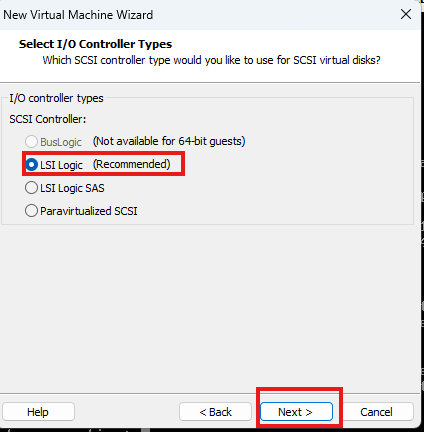 New Virtual Machine Wizard
Select I/O Controller Types
Which SCSI controller type would you like to use for SCSI virtual disks?
I/O controller types
SCSI Controller:
BusLogic (Not available for 64-bit guests)
LSI Logic (Recommended)
LSI Logic SAS
Paravirtualized SCSI
Help < Back Next > Cancel